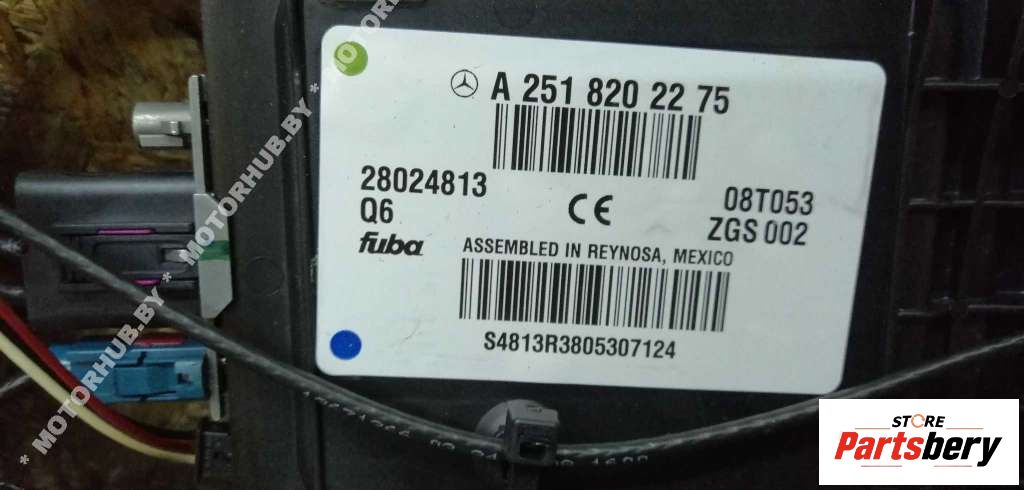 A 251 820 22 75
28024813
Q6
08T053
ZGS 002
CE
fuba
ASSEMBLED IN REYNOSA, MEXICO
S4813R3805307124
* MOTORHUB.BY * MOTORHUB.BY * MOTORHUB.BY * MOTOR
STORE
Partsbery